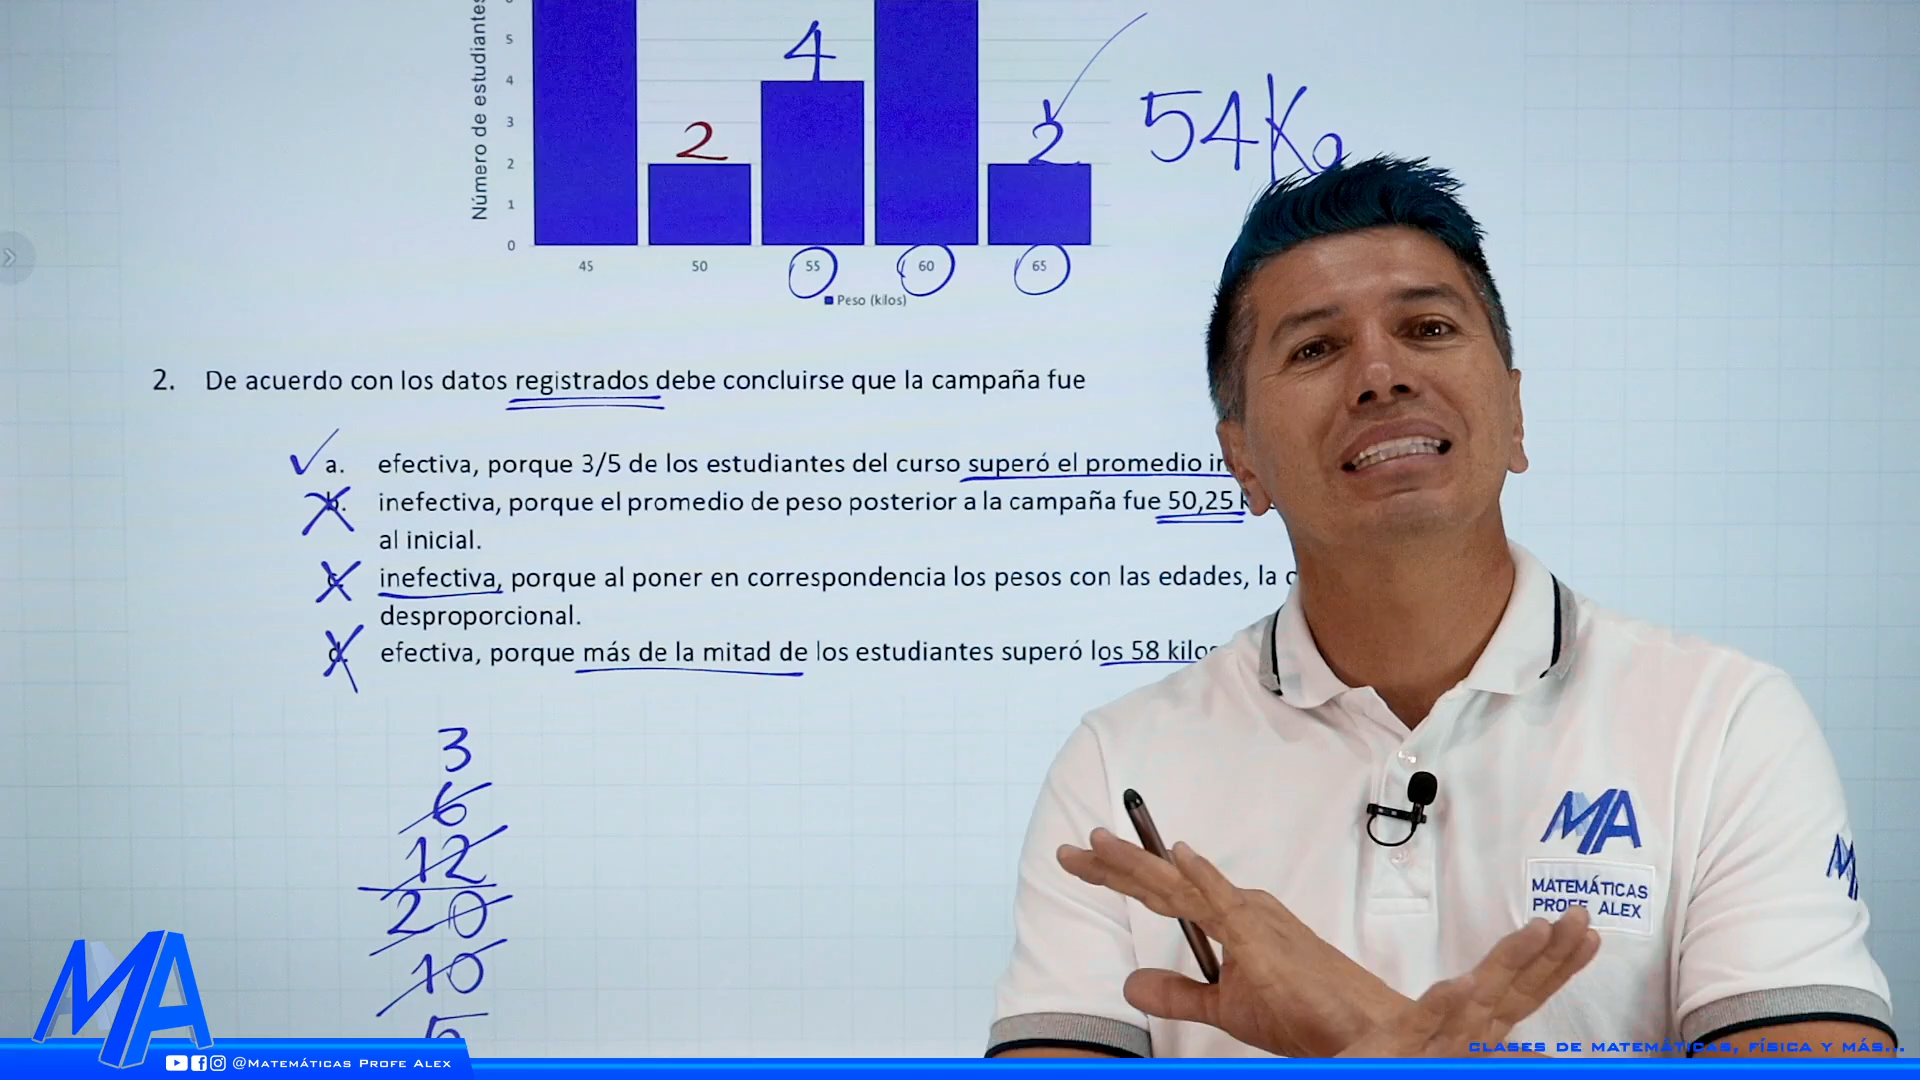 Número de estudiantes
5
4
3
2
1
0
4
2
2
54Kg
45 50 55 60 65
Peso (kilos)
2. De acuerdo con los datos registrados debe concluirse que la campaña fue
a. efectiva, porque 3/5 de los estudiantes del curso superó el promedio
b. inefectiva, porque el promedio de peso posterior a la campaña fue 50,25
al inicial.
c. inefectiva, porque al poner en correspondencia los pesos con las edades, la
desproporcional.
d. efectiva, porque más de la mitad de los estudiantes superó los 58 kilos
3
6
12
20
10
5
MA
MATEMÁTICAS
PROFE ALEX
MA
@Matemáticas Profe Alex
CLASES DE MATEMÁTICAS, FÍSICA Y MÁS...